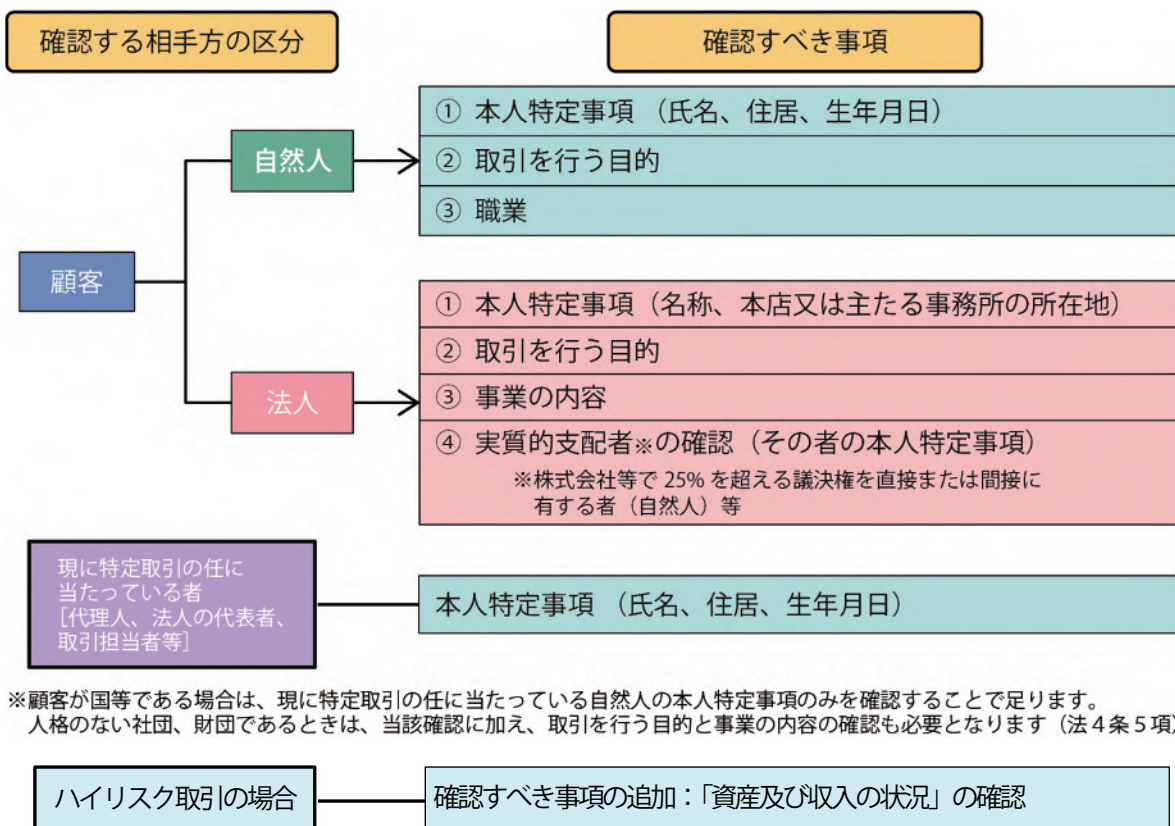 確認する相手方の区分
確認すべき事項
自然人
① 本人特定事項 （氏名、住居、生年月日）
② 取引を行う目的
③ 職業
顧客
法人
① 本人特定事項（名称、本店又は主たる事務所の所在地）
② 取引を行う目的
③ 事業の内容
④ 実質的支配者※の確認（その者の本人特定事項）
※株式会社等で 25% を超える議決権を直接または間接に
有する者（自然人）等
現に特定取引の任に
当たっている者
[代理人、法人の代表者、
取引担当者等]
本人特定事項 （氏名、住居、生年月日）
※顧客が国等である場合は、現に特定取引の任に当たっている自然人の本人特定事項のみを確認することで足ります。
人格のない社団、財団であるときは、当該確認に加え、取引を行う目的と事業の内容の確認も必要となります（法４条５項）
ハイリスク取引の場合
確認すべき事項の追加：「資産及び収入の状況」の確認